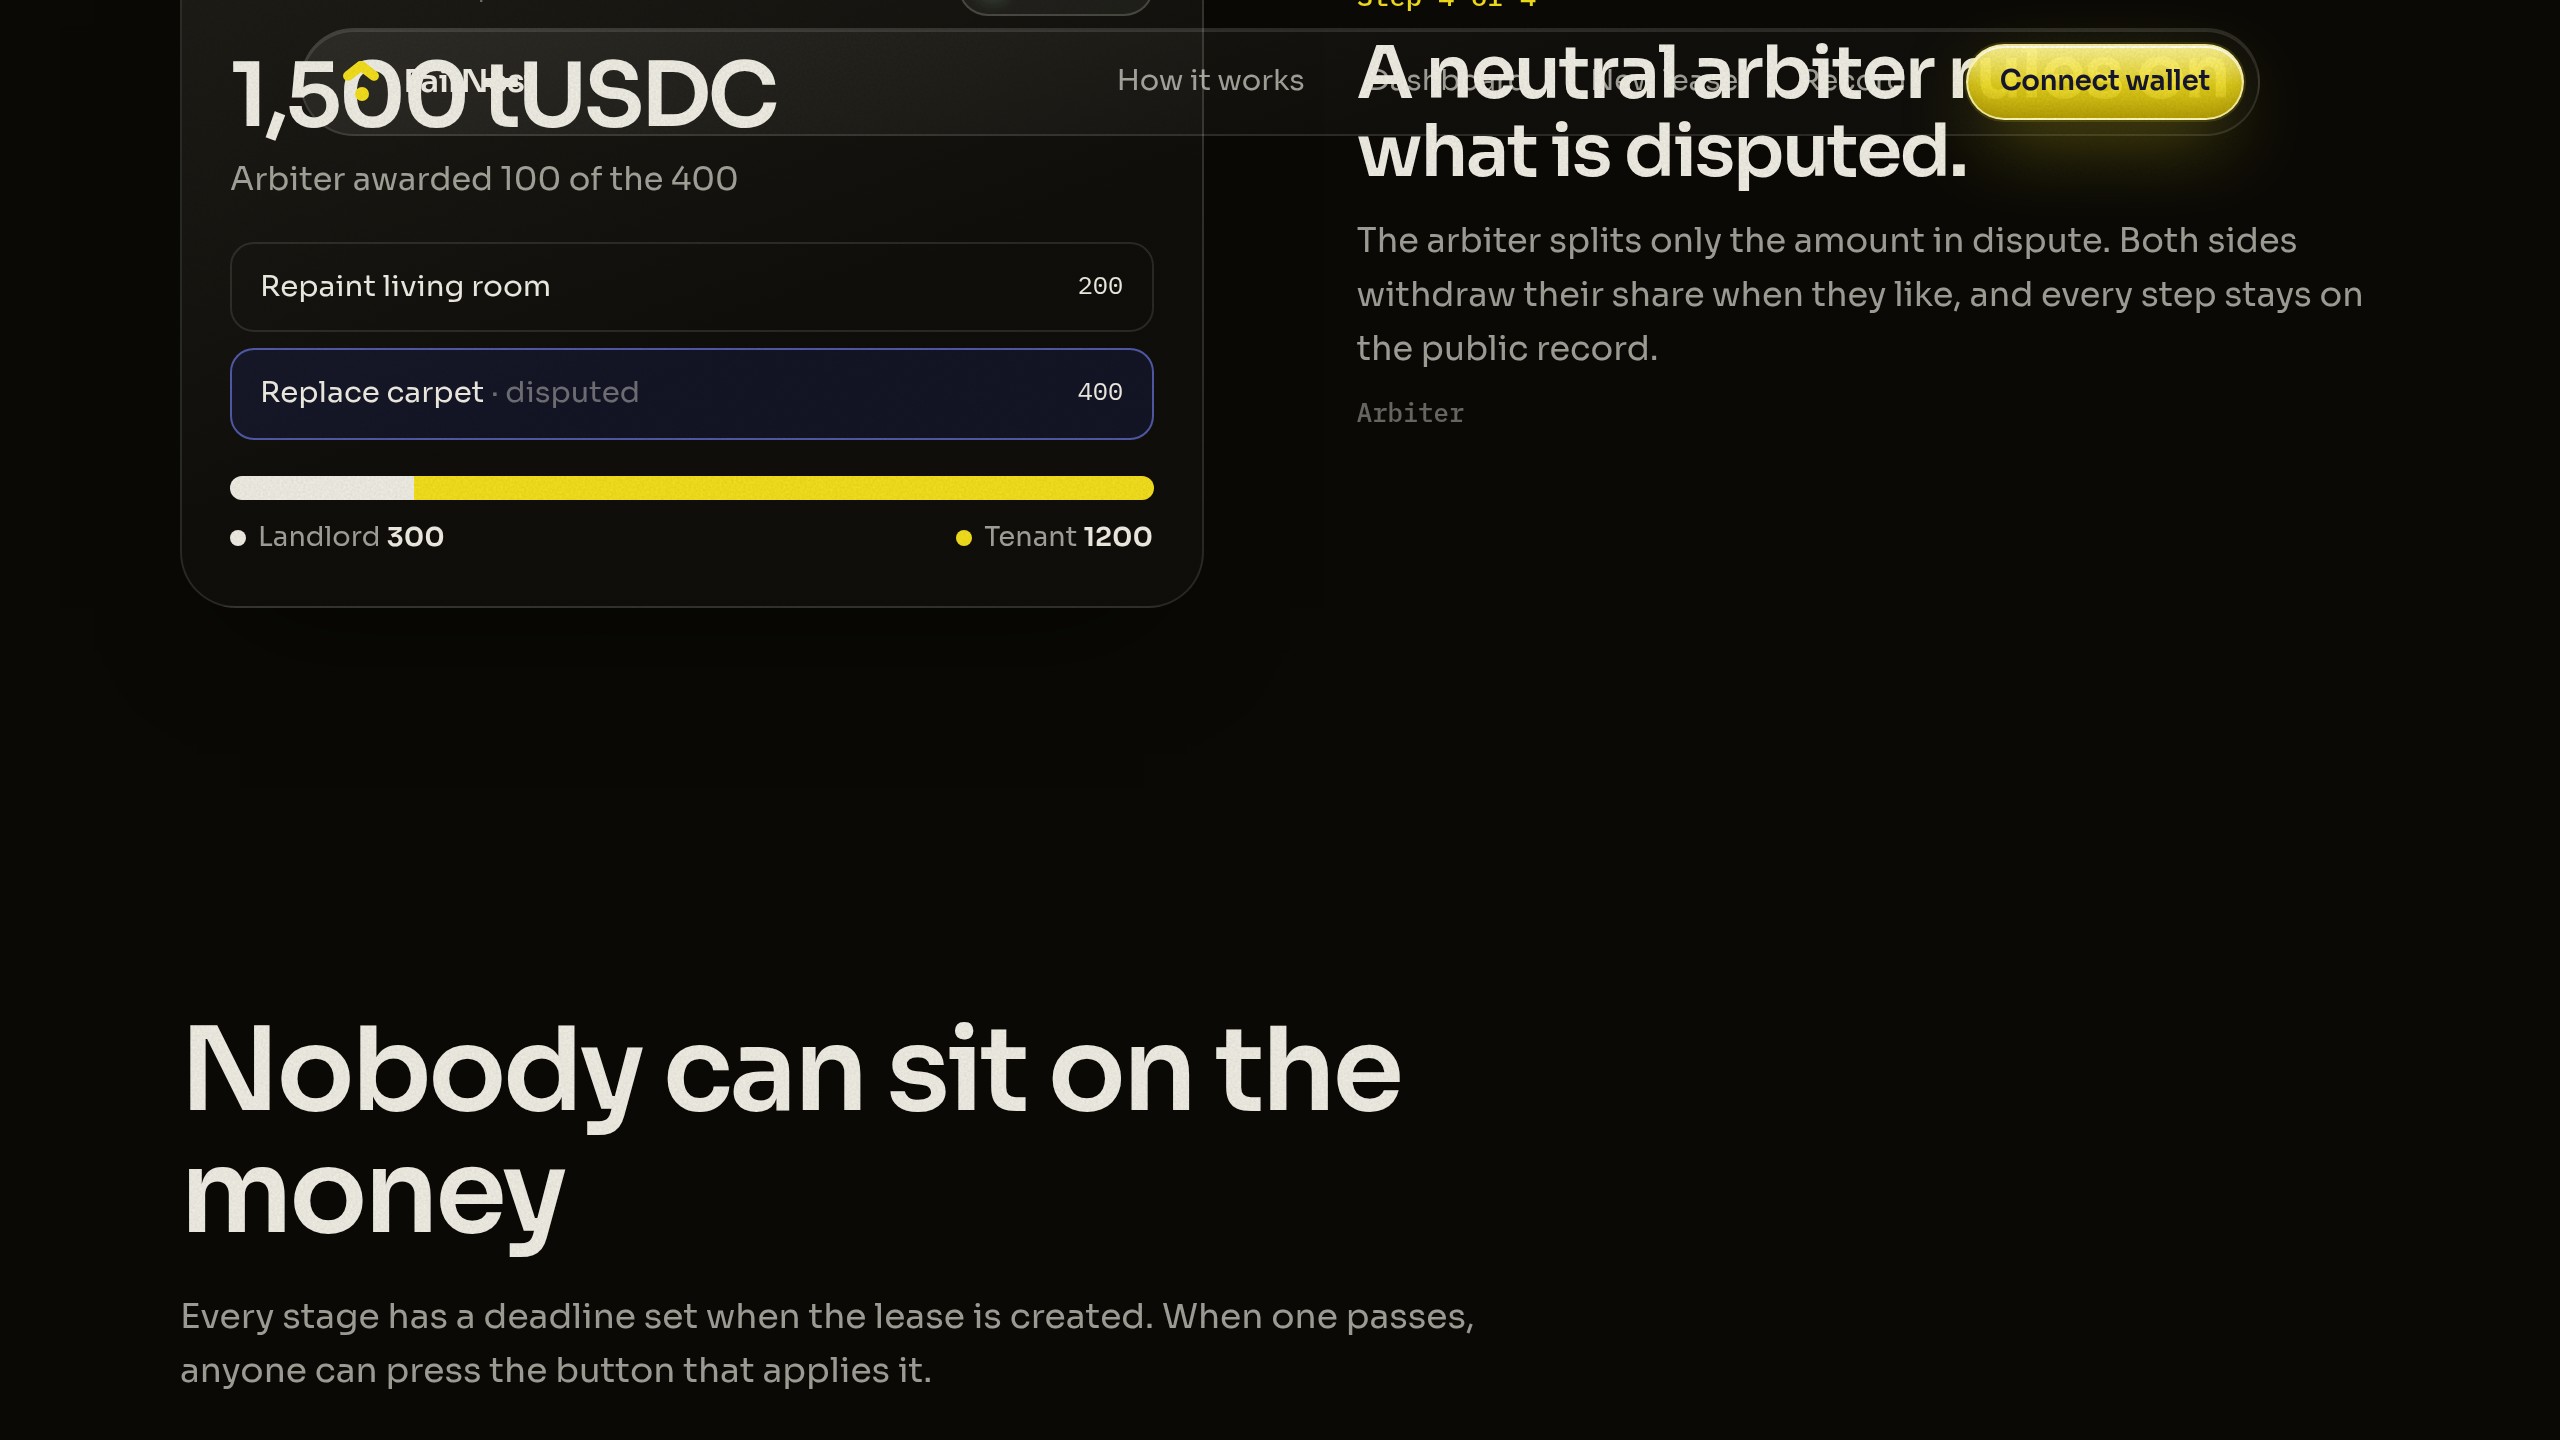 Step 4 of 4
1,500 tUSDC
How it works
Connect wallet
A neutral arbiter
what is disputed.
Arbiter awarded 100 of the 400
The arbiter splits only the amount in dispute. Both sides
withdraw their share when they like, and every step stays on
the public record.
Arbiter
Repaint living room 200
Replace carpet · disputed 400
Landlord 300 Tenant 1200
Nobody can sit on the
money
Every stage has a deadline set when the lease is created. When one passes,
anyone can press the button that applies it.